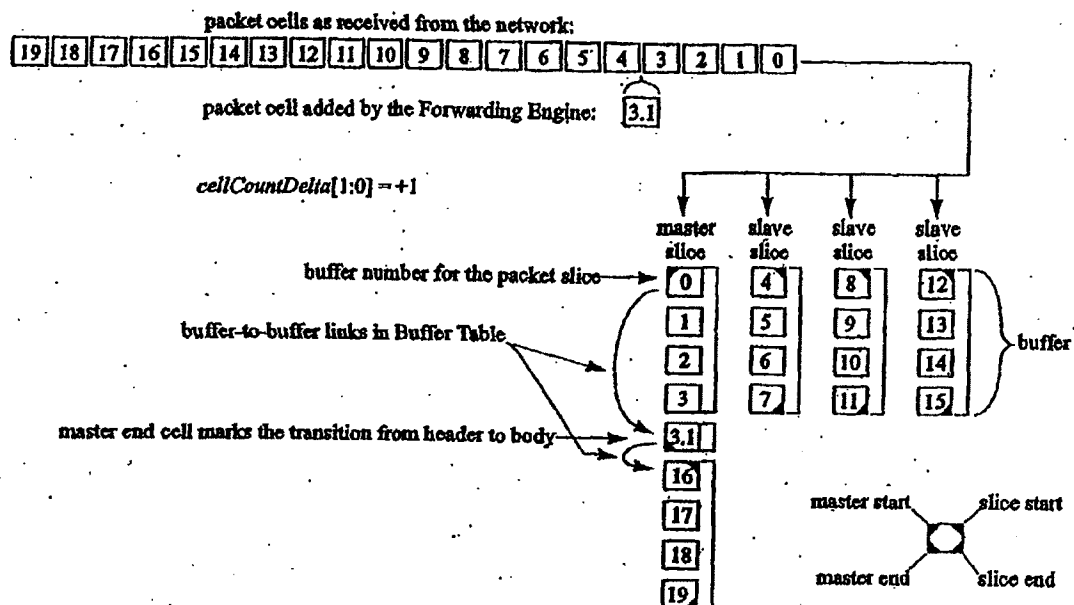 packet cells as received from the network:
19 18 17 16 15 14 13 12 11 10 9 8 7 6 5 4 3 2 1 0
packet cell added by the Forwarding Engine: 3.1
cellCountDelta[1:0] = +1
master slice
slave slice
slave slice
slave slice
buffer number for the packet slice
0 4 8 12
1 5 9 13
buffer-to-buffer links in Buffer Table
buffer
2 6 10 14
3 7 11 15
master end cell marks the transition from header to body
3.1
16
17
18
19
master start
slice start
master end
slice end